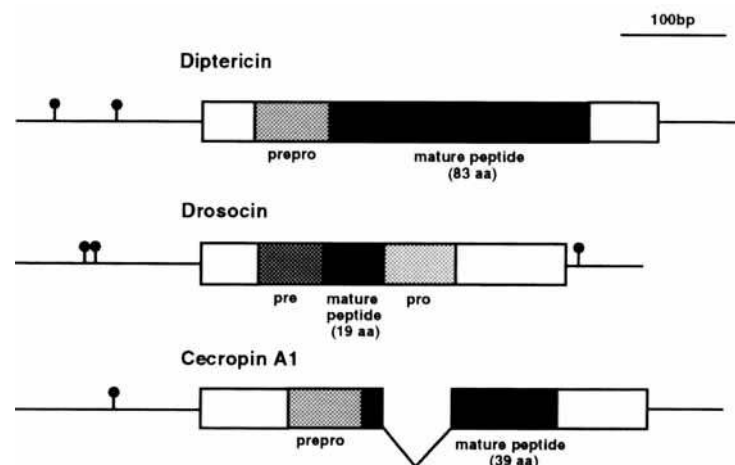 100bp
Diptericin
prepro
mature peptide
(83 aa)
Drosocin
pre
mature
peptide
(19 aa)
pro
Cecropin A1
prepro
mature peptide
(39 aa)